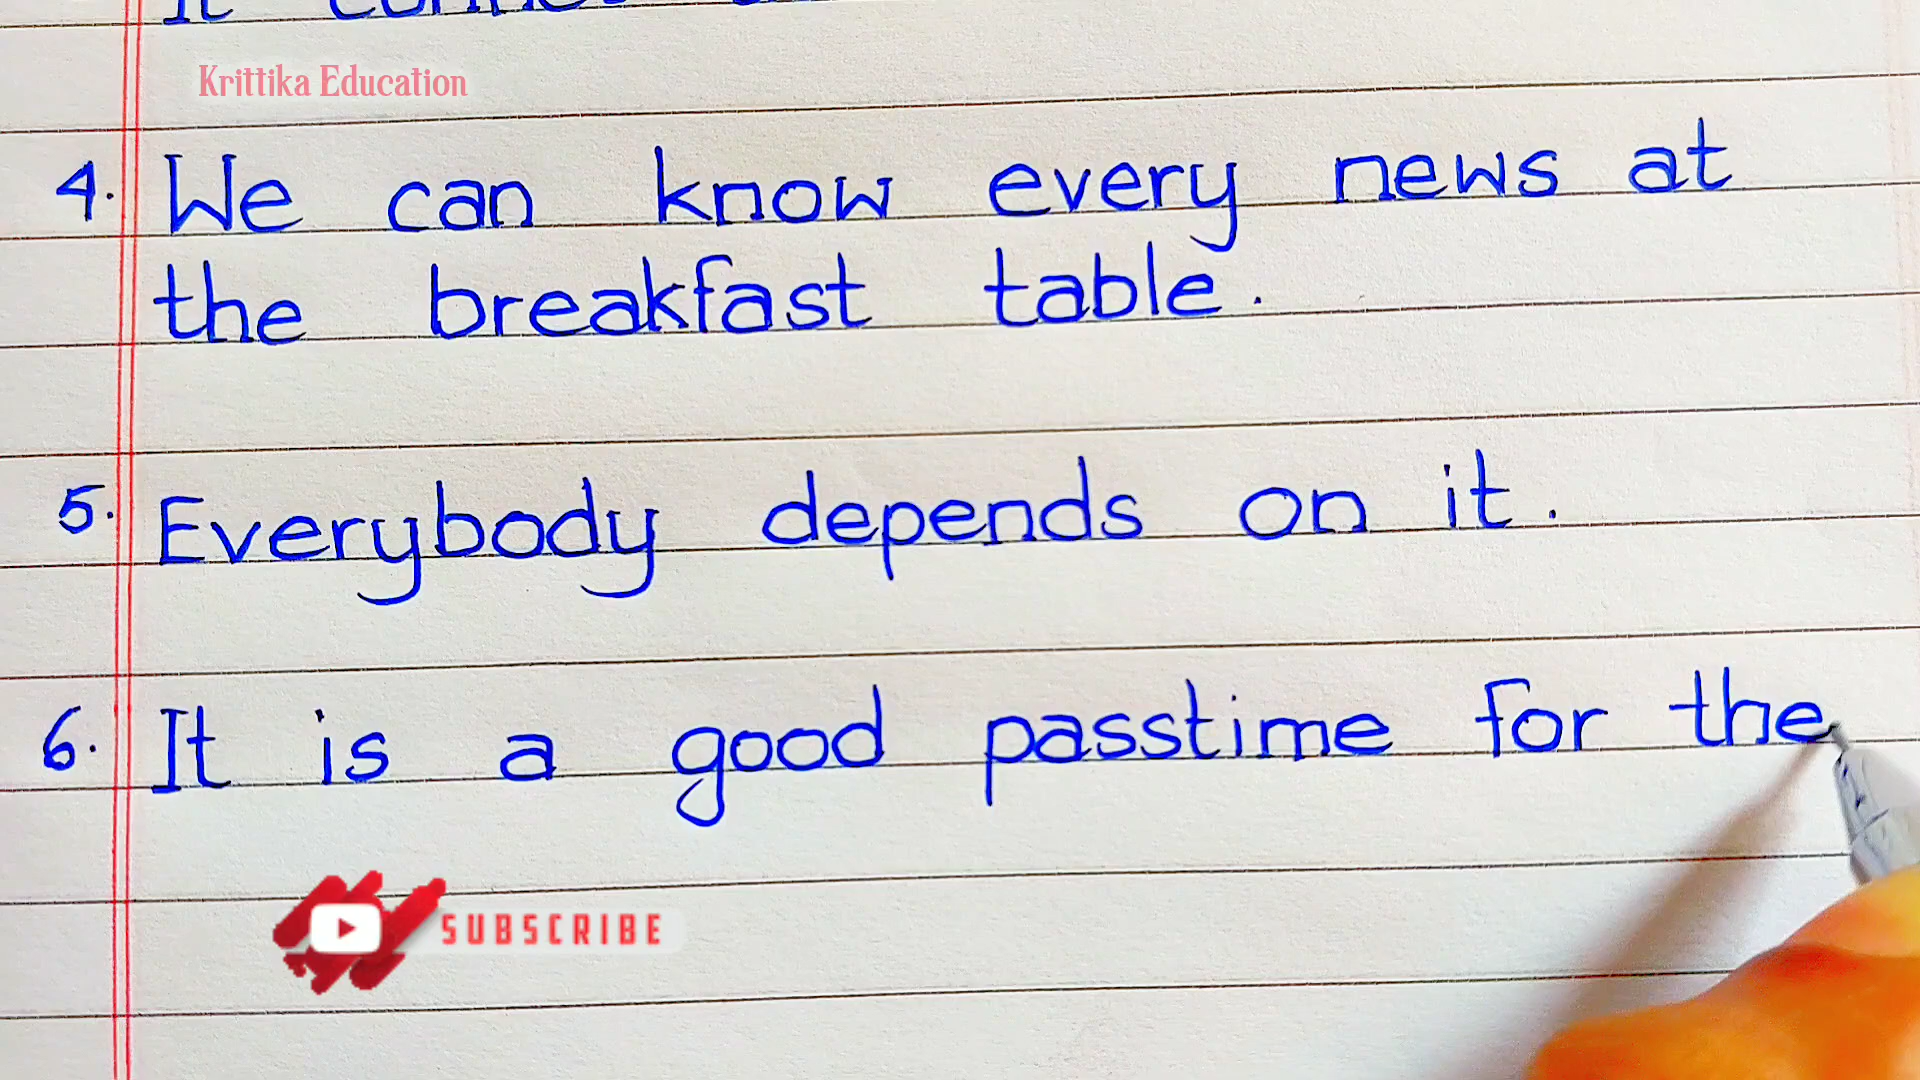 It
Krittika Education
4. We can know every news at
the breakfast table.
5. Everybody depends on it.
6. It is a good passtime for the
SUBSCRIBE